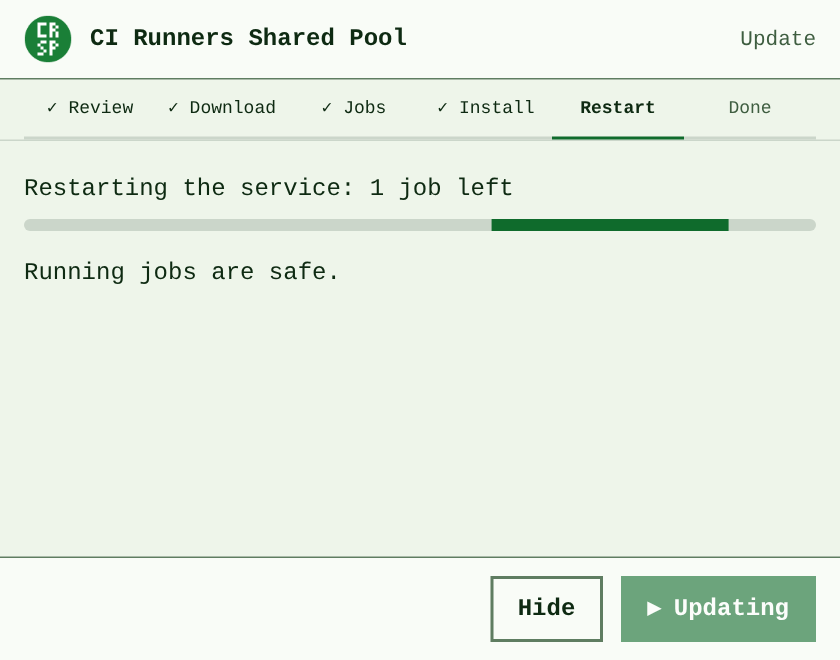 CR
SP
CI Runners Shared Pool
Update
✓ Review ✓ Download ✓ Jobs ✓ Install Restart Done
Restarting the service: 1 job left
Running jobs are safe.
Hide ▶ Updating